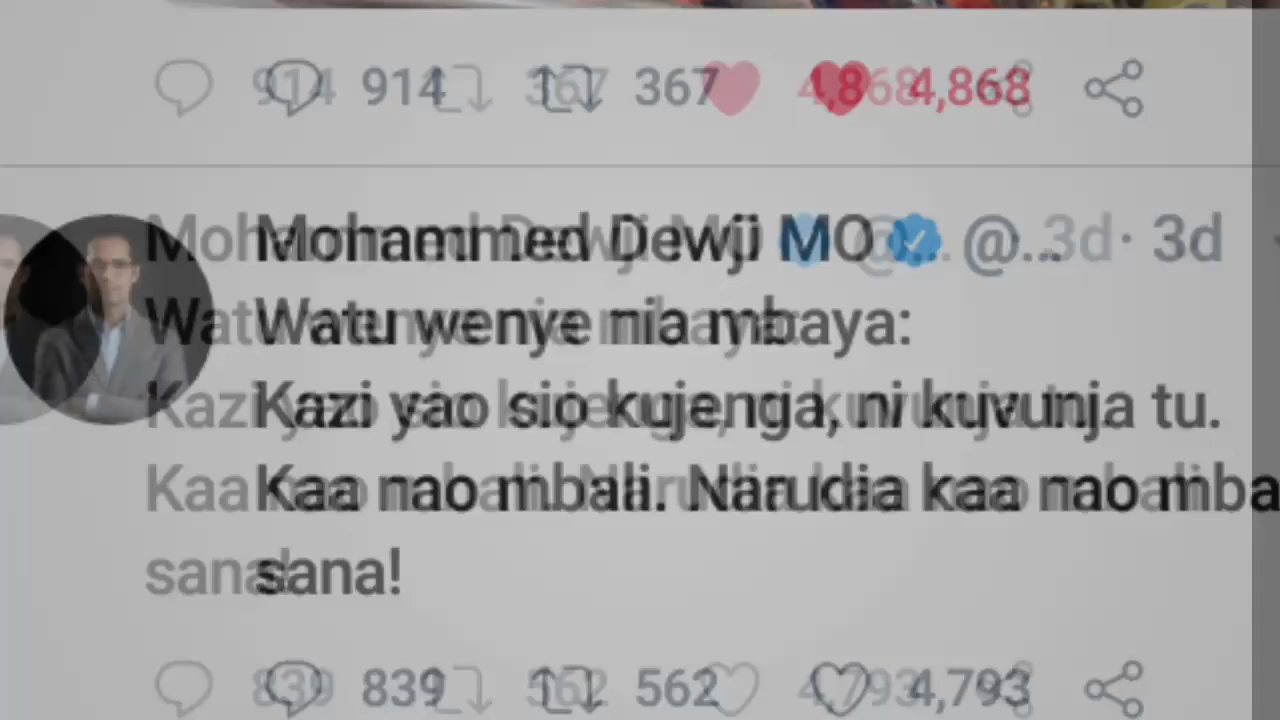 914 367 4,868
Mohammed Dewji MO @... · 3d
Watu wenye nia mbaya:
Kazi yao sio kujenga, ni kuvunja tu.
Kaa nao mbali. Narudia kaa nao mba
sana!
839 562 4,793